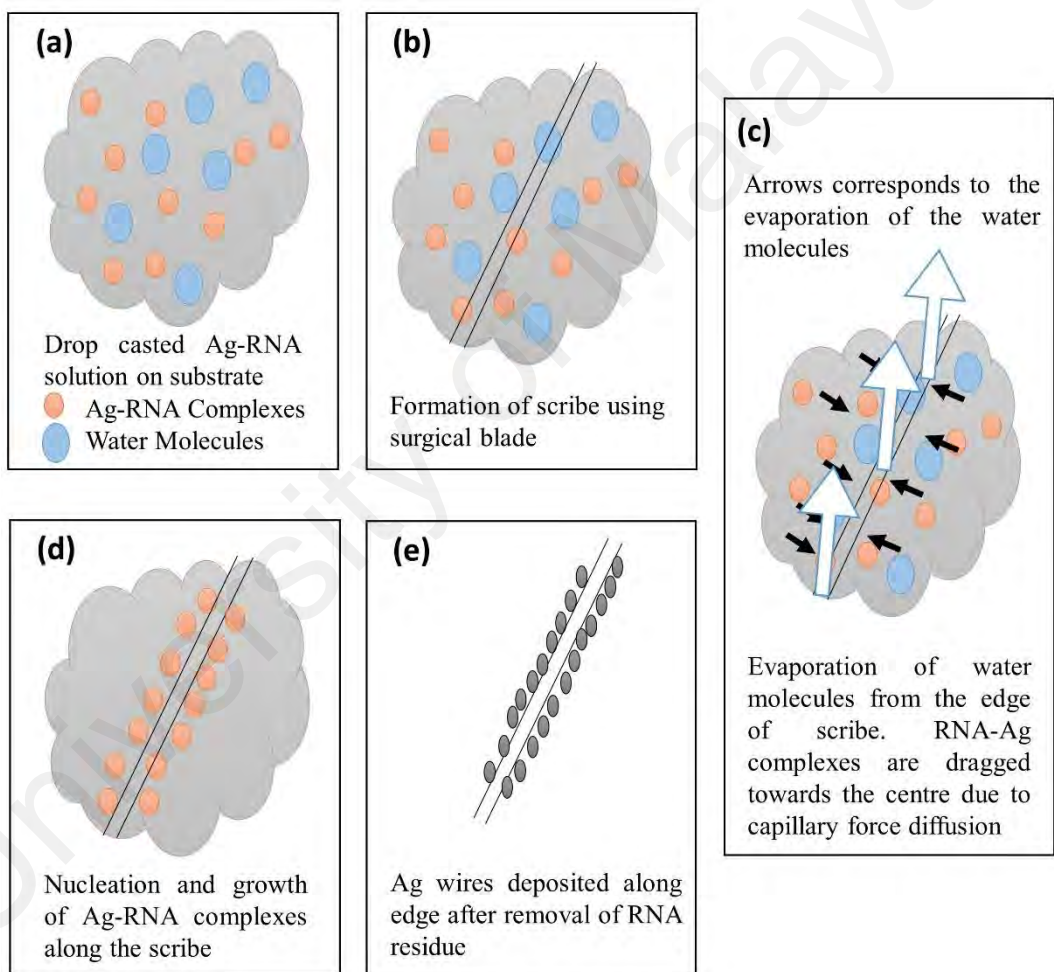 (a)
Drop casted Ag-RNA
solution on substrate
Ag-RNA Complexes
Water Molecules
(b)
Formation of scribe using
surgical blade
(c)
Arrows corresponds to the
evaporation of the water
molecules
Evaporation of water
molecules from the edge
of scribe. RNA-Ag
complexes are dragged
towards the centre due to
capillary force diffusion
(d)
Nucleation and growth
of Ag-RNA complexes
along the scribe
(e)
Ag wires deposited along
edge after removal of RNA
residue
University of Malaya